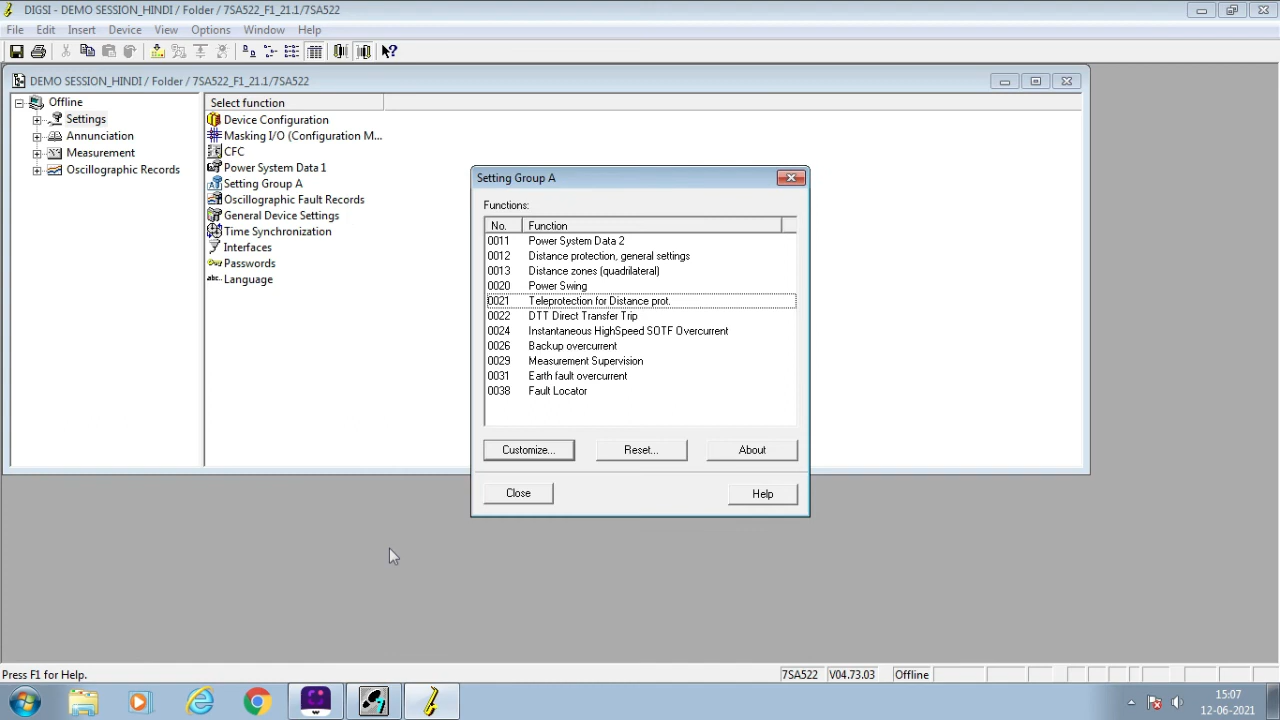 DIGSI - DEMO SESSION_HINDI / Folder / 7SA522_F1_21.1/7SA522
File Edit Insert Device View Options Window Help
DEMO SESSION_HINDI / Folder / 7SA522_F1_21.1/7SA522
Offline
Settings
Annunciation
Measurement
Oscillographic Records
Select function
Device Configuration
Masking I/O (Configuration M...
CFC
Power System Data 1
Setting Group A
Oscillographic Fault Records
General Device Settings
Time Synchronization
Interfaces
Passwords
abc.. Language
Setting Group A
Functions:
No. Function
0011 Power System Data 2
0012 Distance protection, general settings
0013 Distance zones (quadrilateral)
0020 Power Swing
0021 Teleprotection for Distance prot.
0022 DTT Direct Transfer Trip
0024 Instantaneous HighSpeed SOTF Overcurrent
0026 Backup overcurrent
0029 Measurement Supervision
0031 Earth fault overcurrent
0038 Fault Locator
Customize... Reset... About
Close Help
Press F1 for Help. 7SA522 V04.73.03 Offline
15:07
12-06-2021